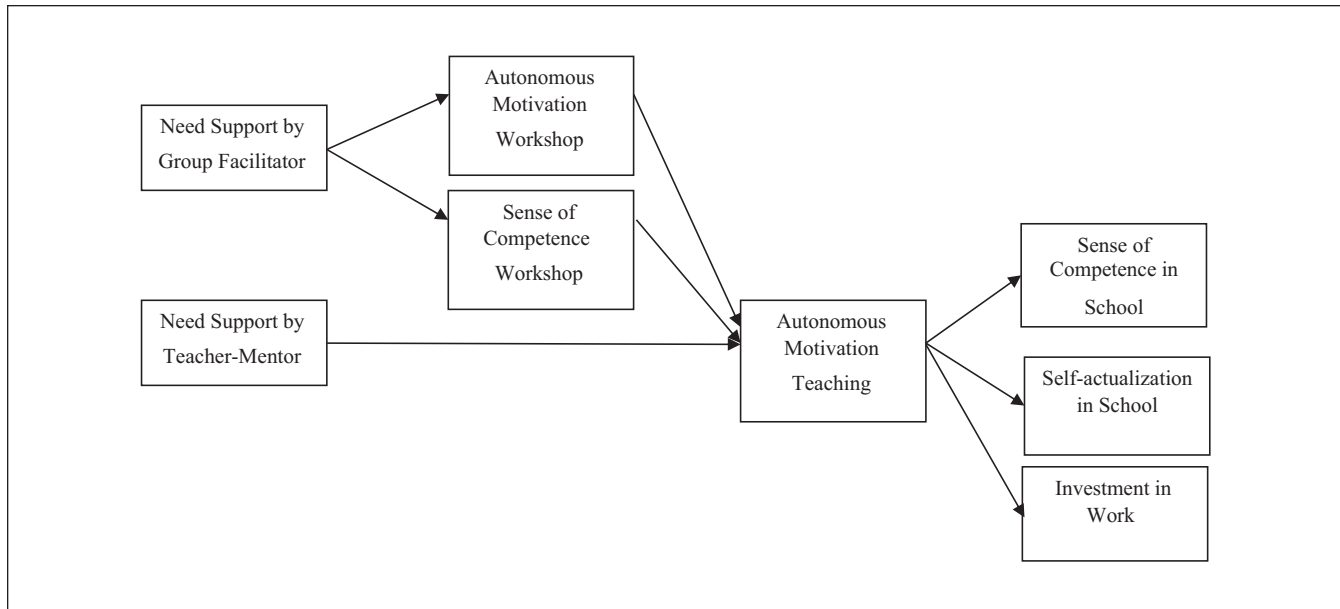 Need Support by
Group Facilitator
Autonomous
Motivation
Workshop
Sense of
Competence
Workshop
Need Support by
Teacher-Mentor
Autonomous
Motivation
Teaching
Sense of
Competence in
School
Self-actualization
in School
Investment in
Work